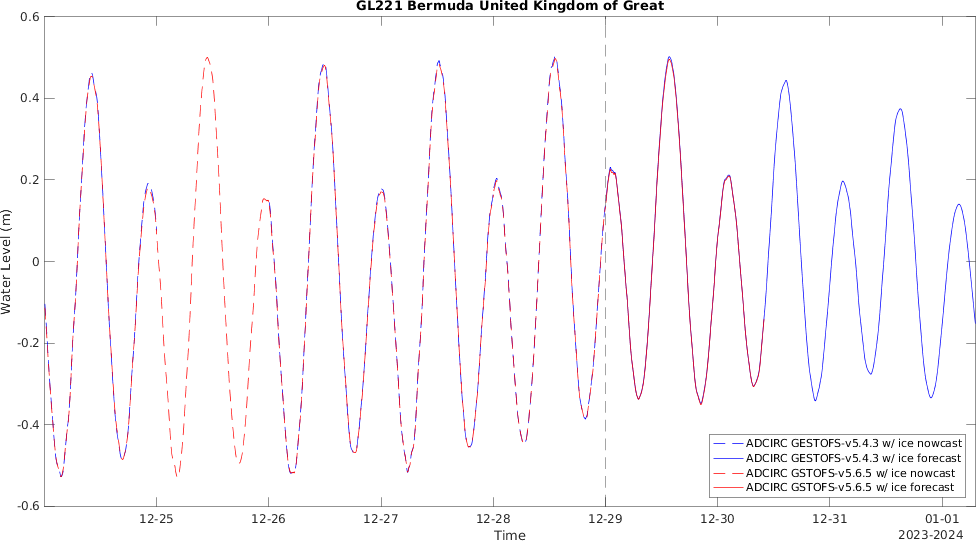 GL221 Bermuda United Kingdom of Great
0.6
0.4
0.2
0
-0.2
-0.4
-0.6
Water Level (m)
12-25
12-26
12-27
12-28
12-29
12-30
12-31
01-01
Time
2023-2024
ADCIRC GESTOFS-v5.4.3 w/ ice nowcast
ADCIRC GESTOFS-v5.4.3 w/ ice forecast
ADCIRC GSTOFS-v5.6.5 w/ ice nowcast
ADCIRC GSTOFS-v5.6.5 w/ ice forecast